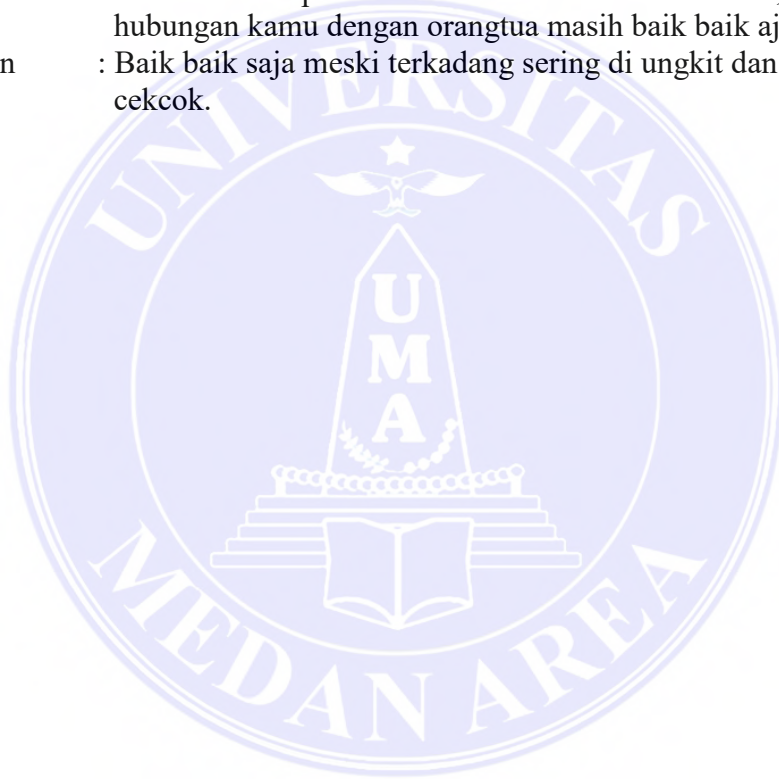 hubungan kamu dengan orangtua masih baik baik aj
n : Baik baik saja meski terkadang sering di ungkit dan
cekcok.
UNIVERSITAS
UMA
MEDAN AREA